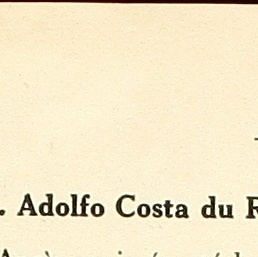 . Adolfo Costa du R